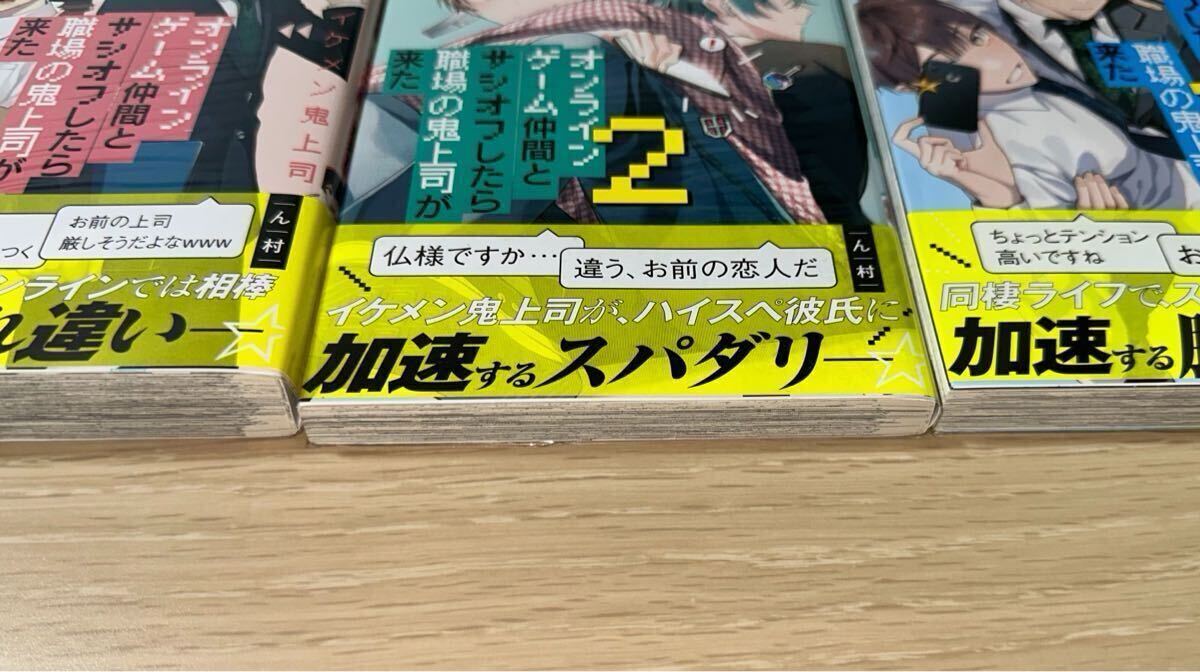 オンライン
ゲーム仲間と
サシオフしたら
職場の鬼上司が
来た
イケメン鬼上司
お前の上司
厳しそうだよなwww
つく
ん村
ンラインでは相棒
違い―☆
オンライン
ゲーム仲間と
サシオフしたら
職場の鬼上司が
来た
2
仏様ですか…
違う、お前の恋人だ
ん村
イケメン鬼上司が、ハイスペ彼氏に
加速するスパダリ―☆
職場の鬼
来た
ちょっとテンション
高いですね
お
同棲ライフで、ス
加速する